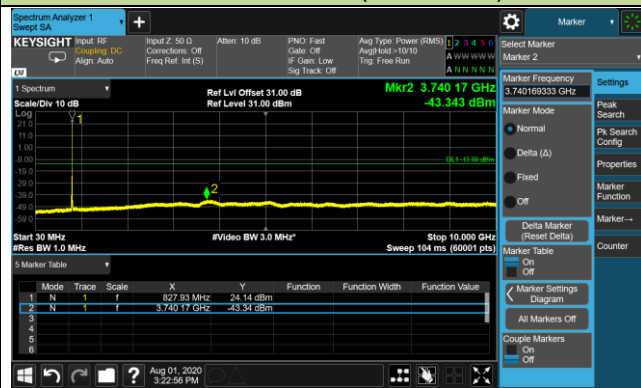 Spectrum Analyzer 1
Swept SA
Marker
KEYSIGHT
Input: RF
Coupling: DC
Align: Auto
Input Z: 50 Ω
Corrections: Off
Freq Ref: Int (S)
Atten: 10 dB
PNO: Fast
Gate: Off
IF Gain: Low
Sig Track: Off
Avg Type: Power (RMS)
Avg|Hold:>10/10
Trig: Free Run
1 2 3 4 5 6
A W W W W W
A N N N N N
LXI
Select Marker
Marker 2
1 Spectrum
Scale/Div 10 dB
Ref Lvl Offset 31.00 dB
Ref Level 31.00 dBm
Mkr2 3.740 17 GHz
-43.343 dBm
Log
21.0
11.0
1.00
-9.00
-19.0
-29.0
-39.0
-49.0
-59.0
1
2
DL1 -13.00 dBm
Start 30 MHz
#Res BW 1.0 MHz
#Video BW 3.0 MHz*
Stop 10.000 GHz
Sweep 104 ms (60001 pts)
5 Marker Table
Mode Trace Scale X Y Function Function Width Function Value
1 N 1 f 827.93 MHz 24.14 dBm
2 N 1 f 3.740 17 GHz -43.34 dBm
3
4
5
6
Marker Frequency
3.740169333 GHz
Marker Mode
Normal
Delta (Δ)
Fixed
Off
Delta Marker
(Reset Delta)
Marker Table
On
Off
Marker Settings
Diagram
All Markers Off
Couple Markers
On
Off
Settings
Peak
Search
Pk Search
Config
Properties
Marker
Function
Marker→
Counter
Aug 01, 2020
3:22:56 PM